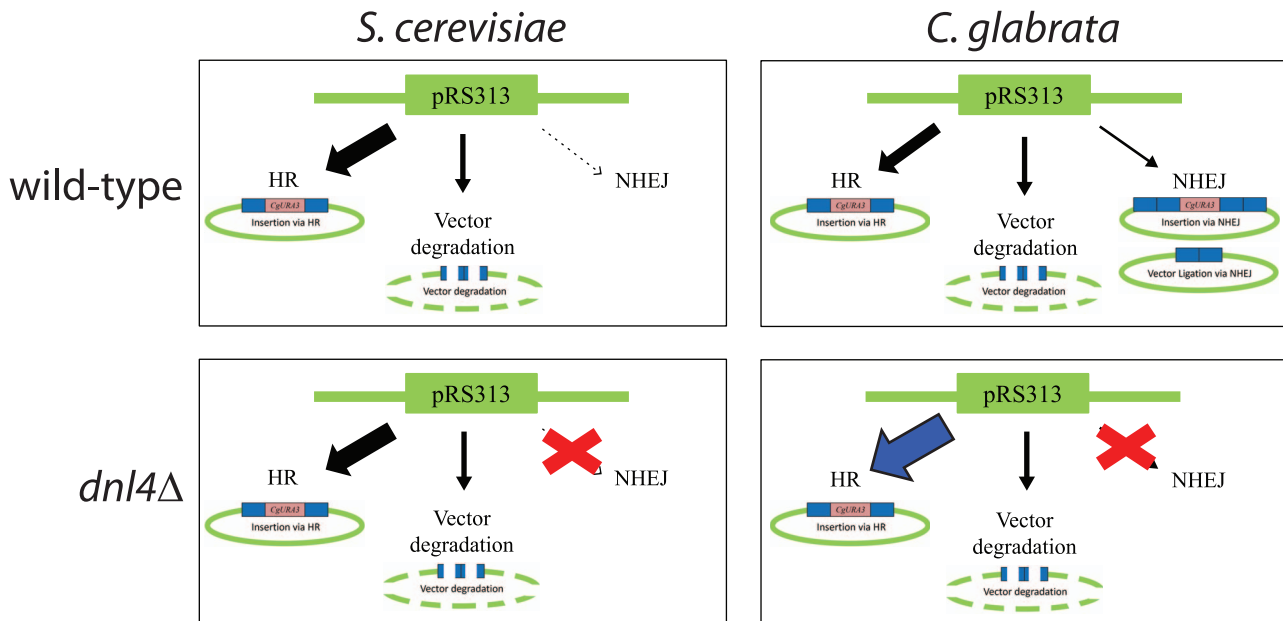 S. cerevisiae
C. glabrata
wild-type
pRS313
HR
NHEJ
CgURA3
Insertion via HR
Vector
degradation
Vector degradation
pRS313
HR
NHEJ
CgURA3
Insertion via HR
CgURA3
Insertion via NHEJ
Vector
degradation
Vector degradation
Vector Ligation via NHEJ
dnl4Δ
pRS313
HR
NHEJ
CgURA3
Insertion via HR
Vector
degradation
Vector degradation
pRS313
HR
NHEJ
CgURA3
Insertion via HR
Vector
degradation
Vector degradation